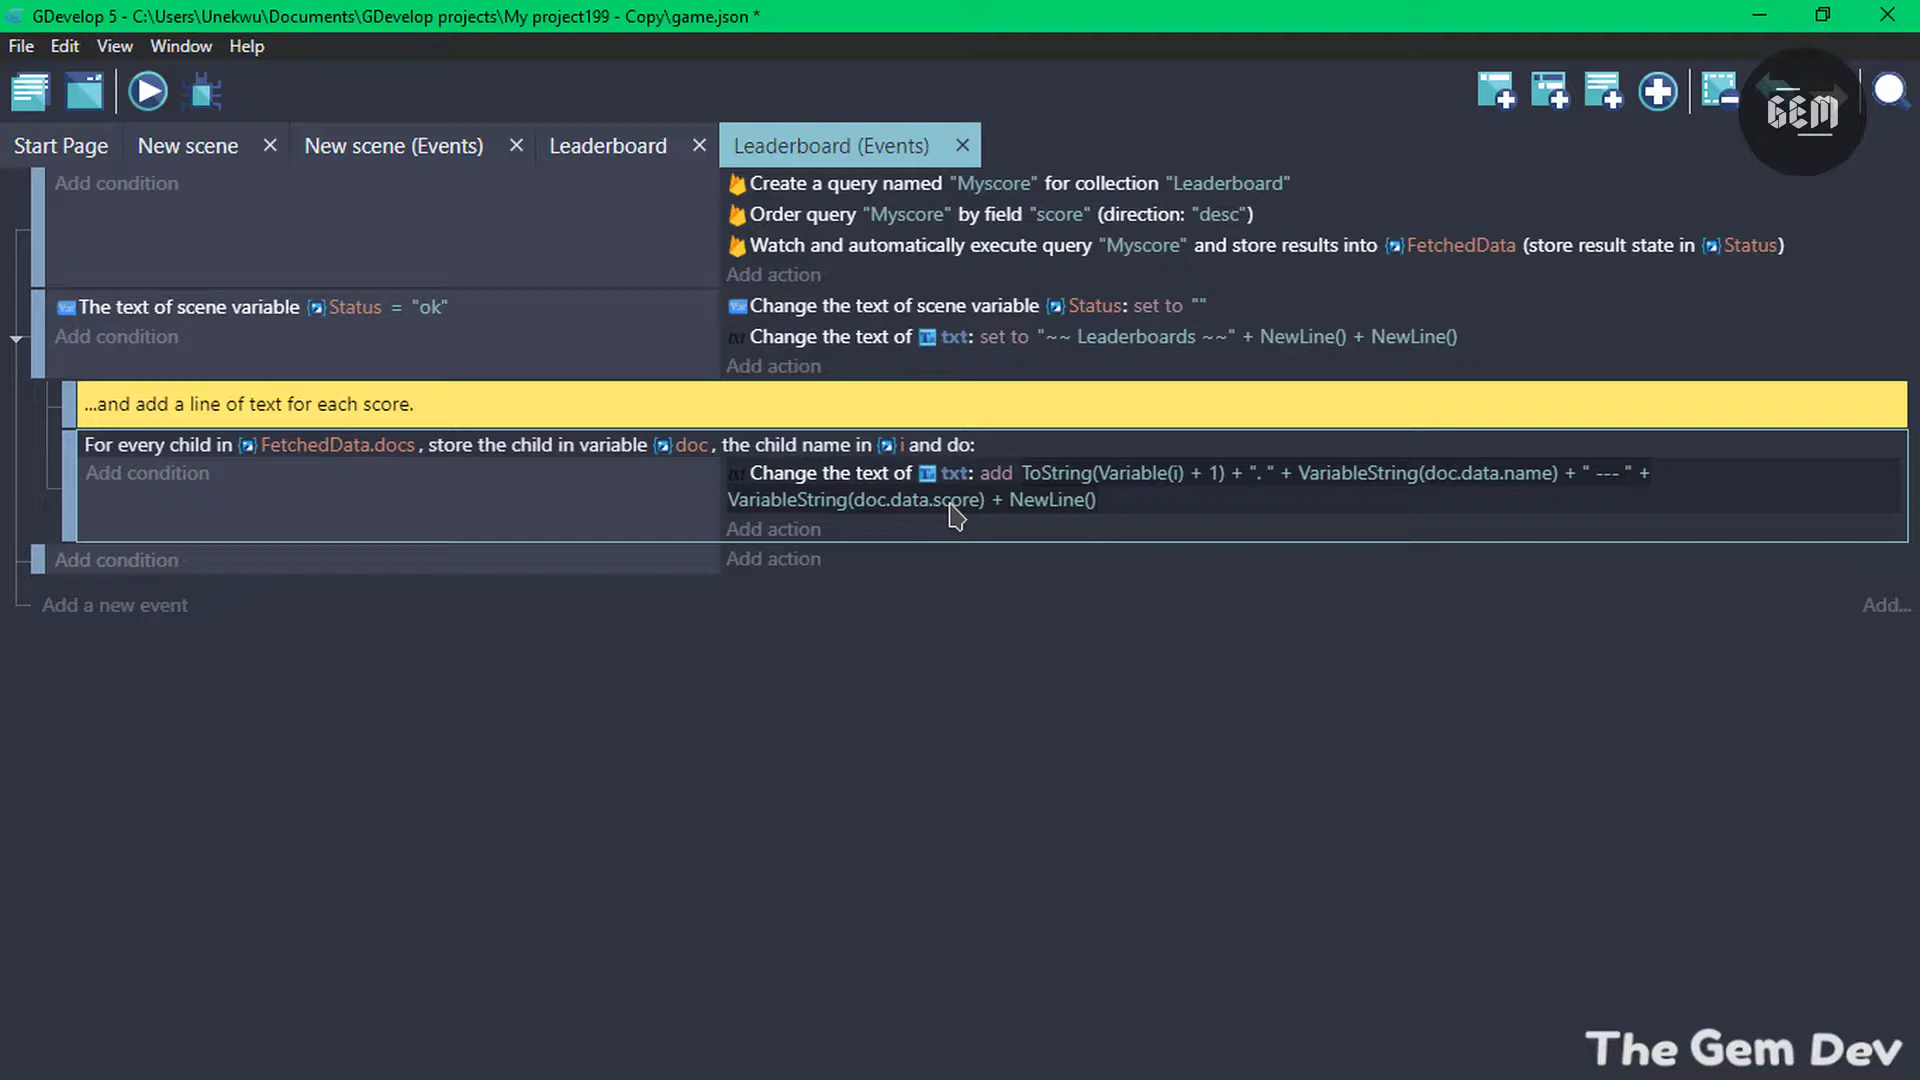 GDevelop 5 - C:\Users\Unekwu\Documents\GDevelop projects\My project199 - Copy\game.json *
File Edit View Window Help
GEM
Start Page New scene × New scene (Events) × Leaderboard × Leaderboard (Events) ×
Add condition
Create a query named "Myscore" for collection "Leaderboard"
Order query "Myscore" by field "score" (direction: "desc")
Watch and automatically execute query "Myscore" and store results into FetchedData (store result state in Status)
Add action
The text of scene variable Status = "ok"
Add condition
Change the text of scene variable Status: set to ""
Change the text of txt: set to "~~ Leaderboards ~~" + NewLine() + NewLine()
Add action
...and add a line of text for each score.
For every child in FetchedData.docs, store the child in variable doc, the child name in i and do:
Add condition
Change the text of txt: add ToString(Variable(i) + 1) + ". " + VariableString(doc.data.name) + " --- " +
VariableString(doc.data.score) + NewLine()
Add action
Add condition
Add action
Add a new event
Add...
The Gem Dev